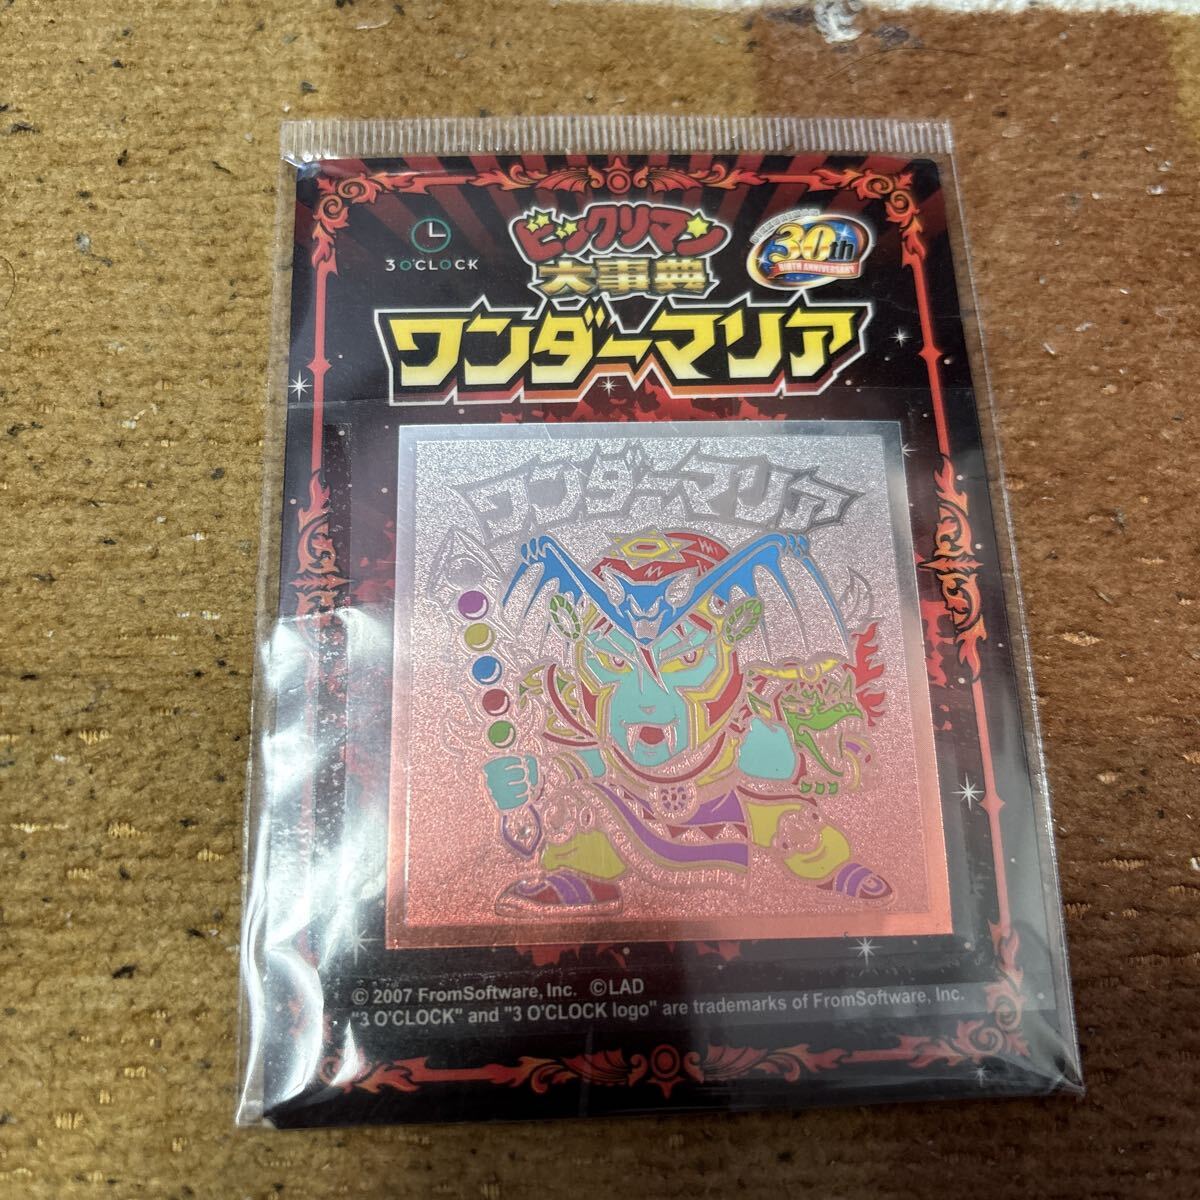 3 O'CLOCK
ビックリマン
大事典
30th
BIRTH ANNIVERSARY
ワンダーマリア
ワンダーマリア
© 2007 FromSoftware, Inc. ©LAD
"3 O'CLOCK" and "3 O'CLOCK logo" are trademarks of FromSoftware, Inc.